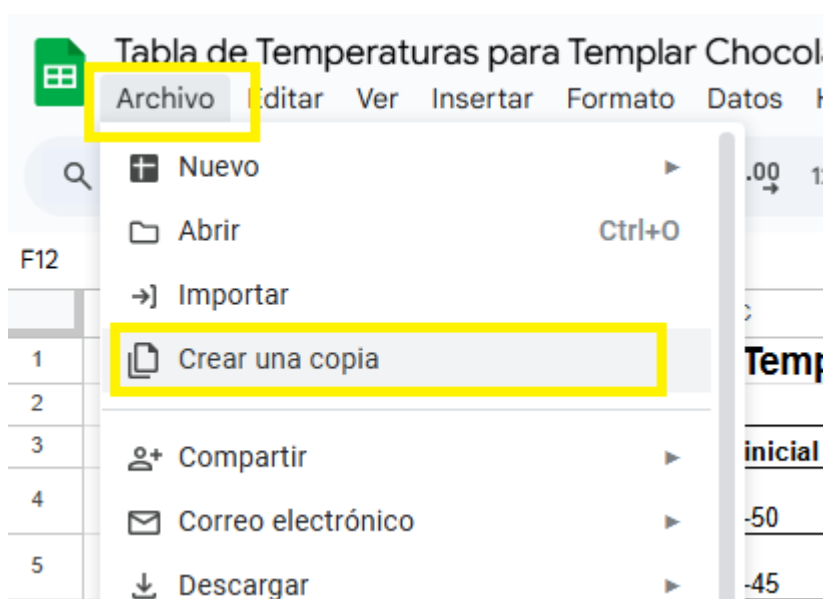 Tabla de Temperaturas para Templar Chocol
Archivo Editar Ver Insertar Formato Datos
Nuevo
.00
Abrir Ctrl+O
F12
Importar
1 Crear una copia Temp
2
3 inicial
Compartir
4
Correo electrónico -50
5
Descargar -45